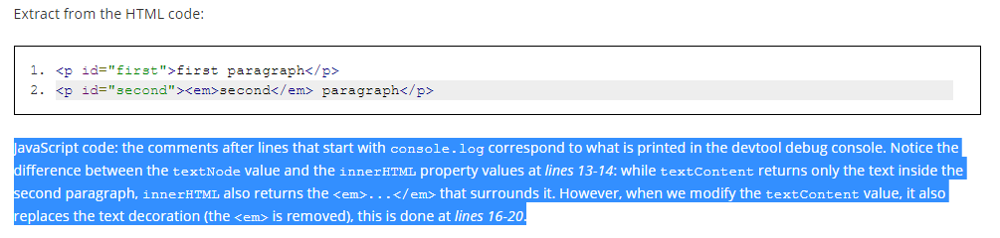 Extract from the HTML code:
1. <p id="first">first paragraph</p>
2. <p id="second"><em>second</em> paragraph</p>
JavaScript code: the comments after lines that start with console.log correspond to what is printed in the devtool debug console. Notice the
difference between the textNode value and the innerHTML property values at lines 13-14: while textContent returns only the text inside the
second paragraph, innerHTML also returns the <em>...</em> that surrounds it. However, when we modify the textContent value, it also
replaces the text decoration (the <em> is removed), this is done at lines 16-20.